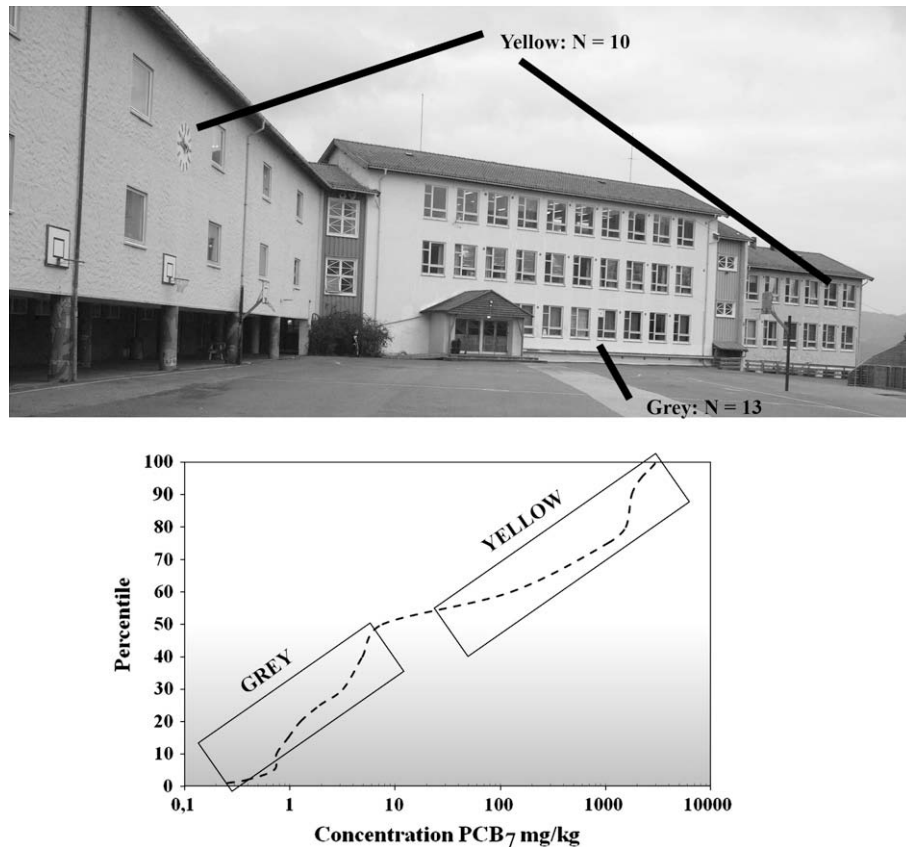 Yellow: N = 10
Grey: N = 13
100
90
80
70
60
50
40
30
20
10
0
Percentile
GREY
YELLOW
0,1 1 10 100 1000 10000
Concentration PCB7 mg/kg